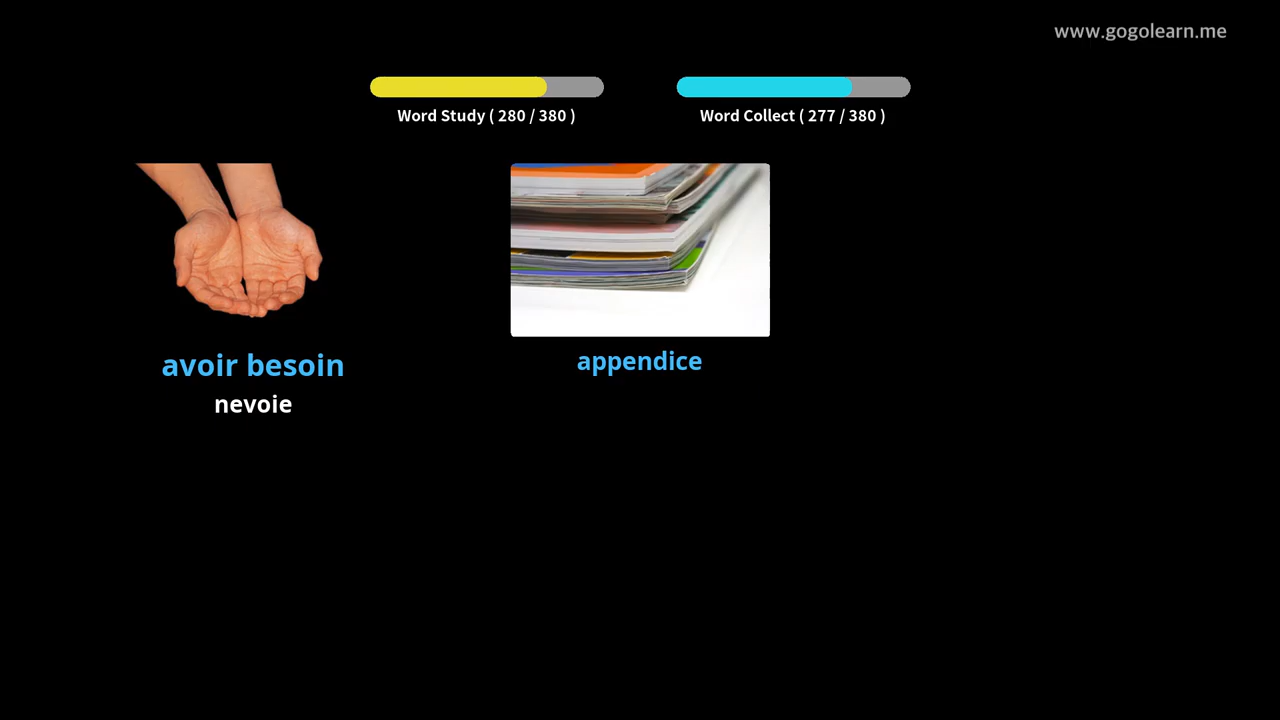 www.gogolearn.me
Word Study ( 280 / 380 )
Word Collect ( 277 / 380 )
avoir besoin
nevoie
appendice